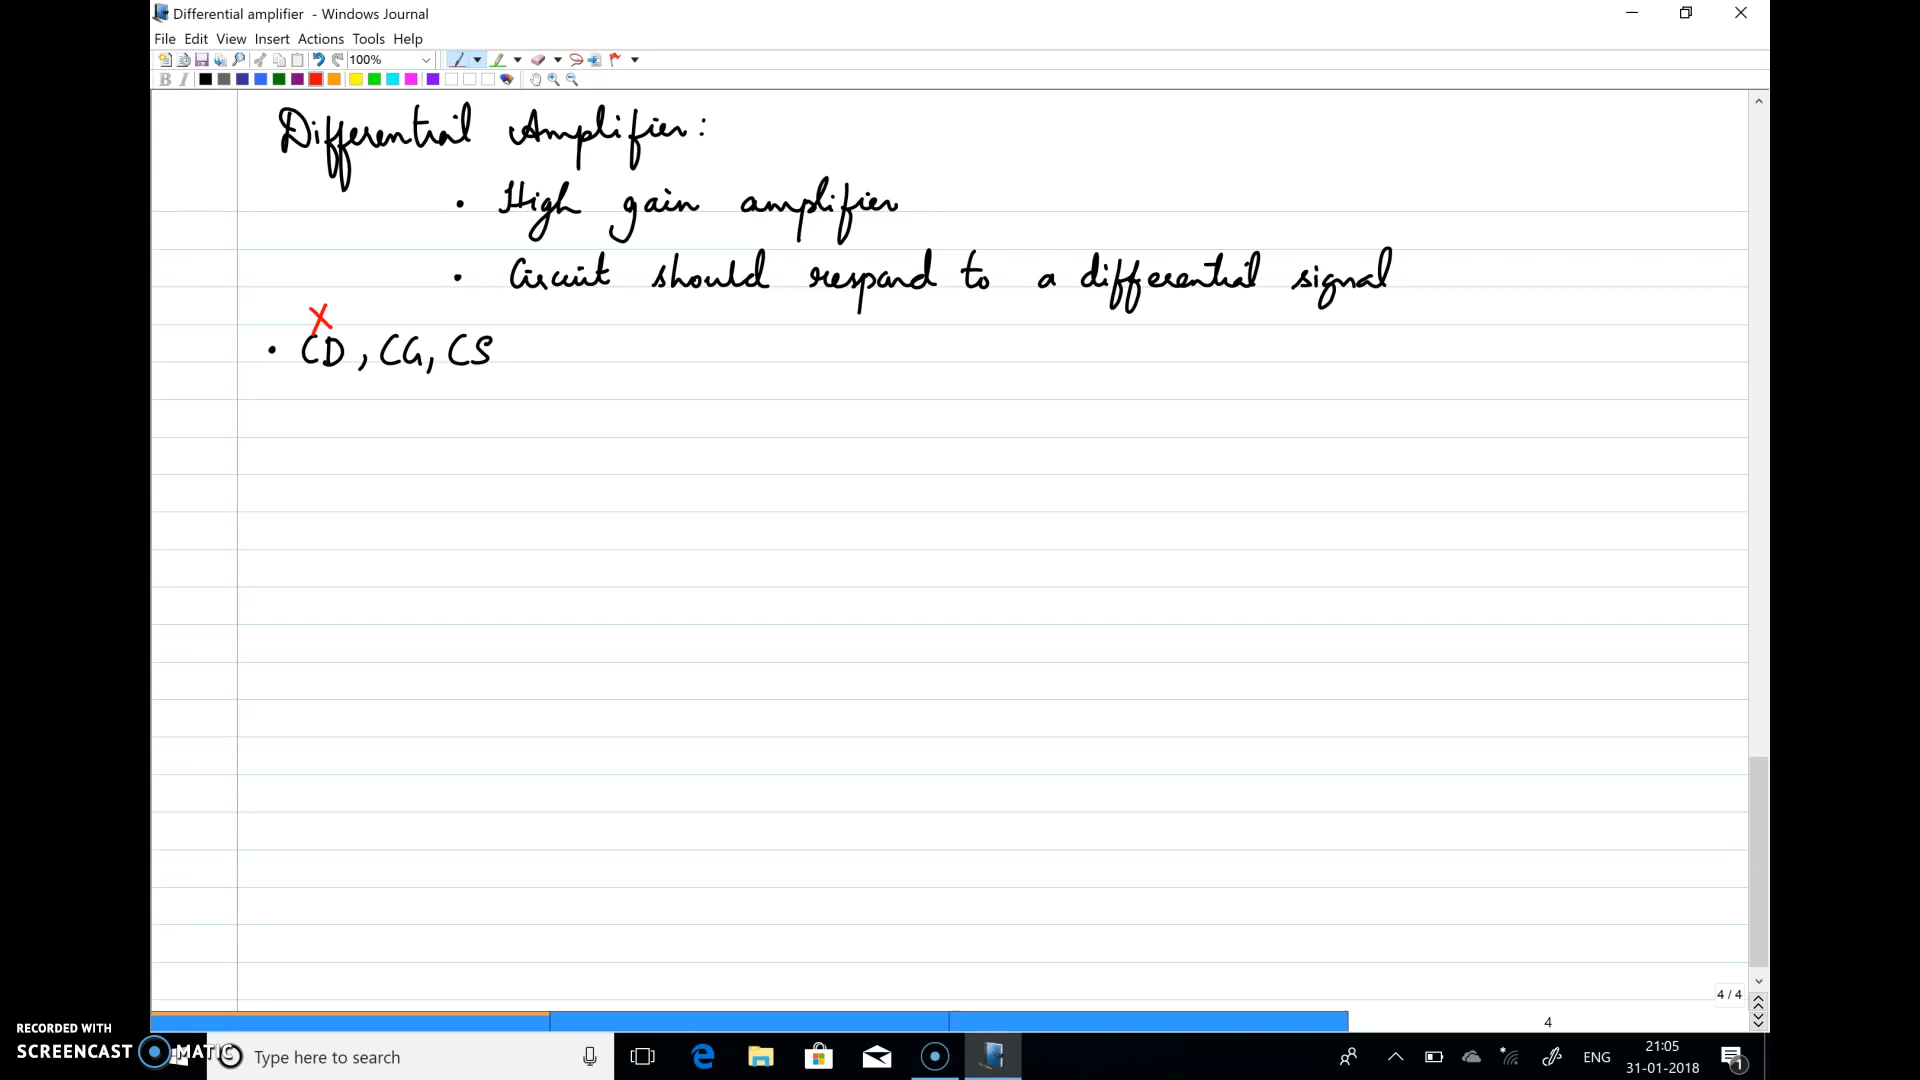 Differential amplifier - Windows Journal
File Edit View Insert Actions Tools Help
100%
B I
Differential Amplifier:
• High gain amplifier
• Circuit should respond to a differential signal
X
• CD, CG, CS
4 / 4
4
RECORDED WITH
SCREENCAST MATIC
Type here to search
ENG
21:05
31-01-2018
1